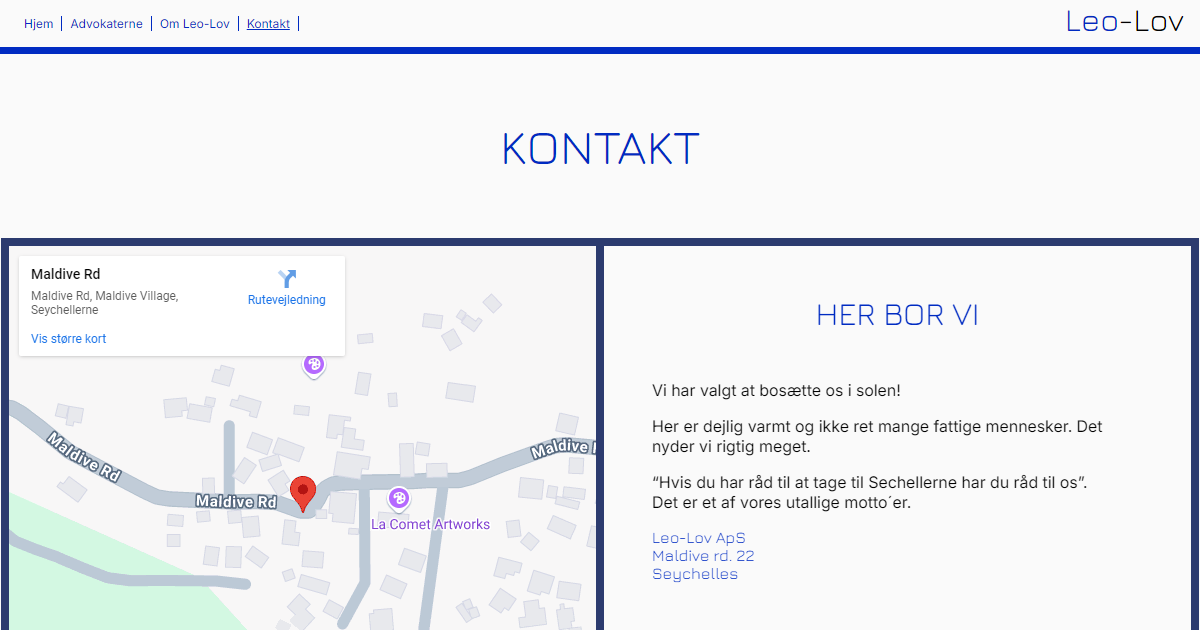 Hjem
Advokaterne
Om Leo-Lov
Kontakt
Leo-Lov
KONTAKT
Maldive Rd
Maldive Rd, Maldive Village,
Seychellerne
Rutevejledning
Vis større kort
Maldive Rd
Maldive Rd
Maldive
La Comet Artworks
HER BOR VI
Vi har valgt at bosætte os i solen!
Her er dejlig varmt og ikke ret mange fattige mennesker. Det
nyder vi rigtig meget.
“Hvis du har råd til at tage til Sechellerne har du råd til os”.
Det er et af vores utallige motto´er.
Leo-Lov ApS
Maldive rd. 22
Seychelles